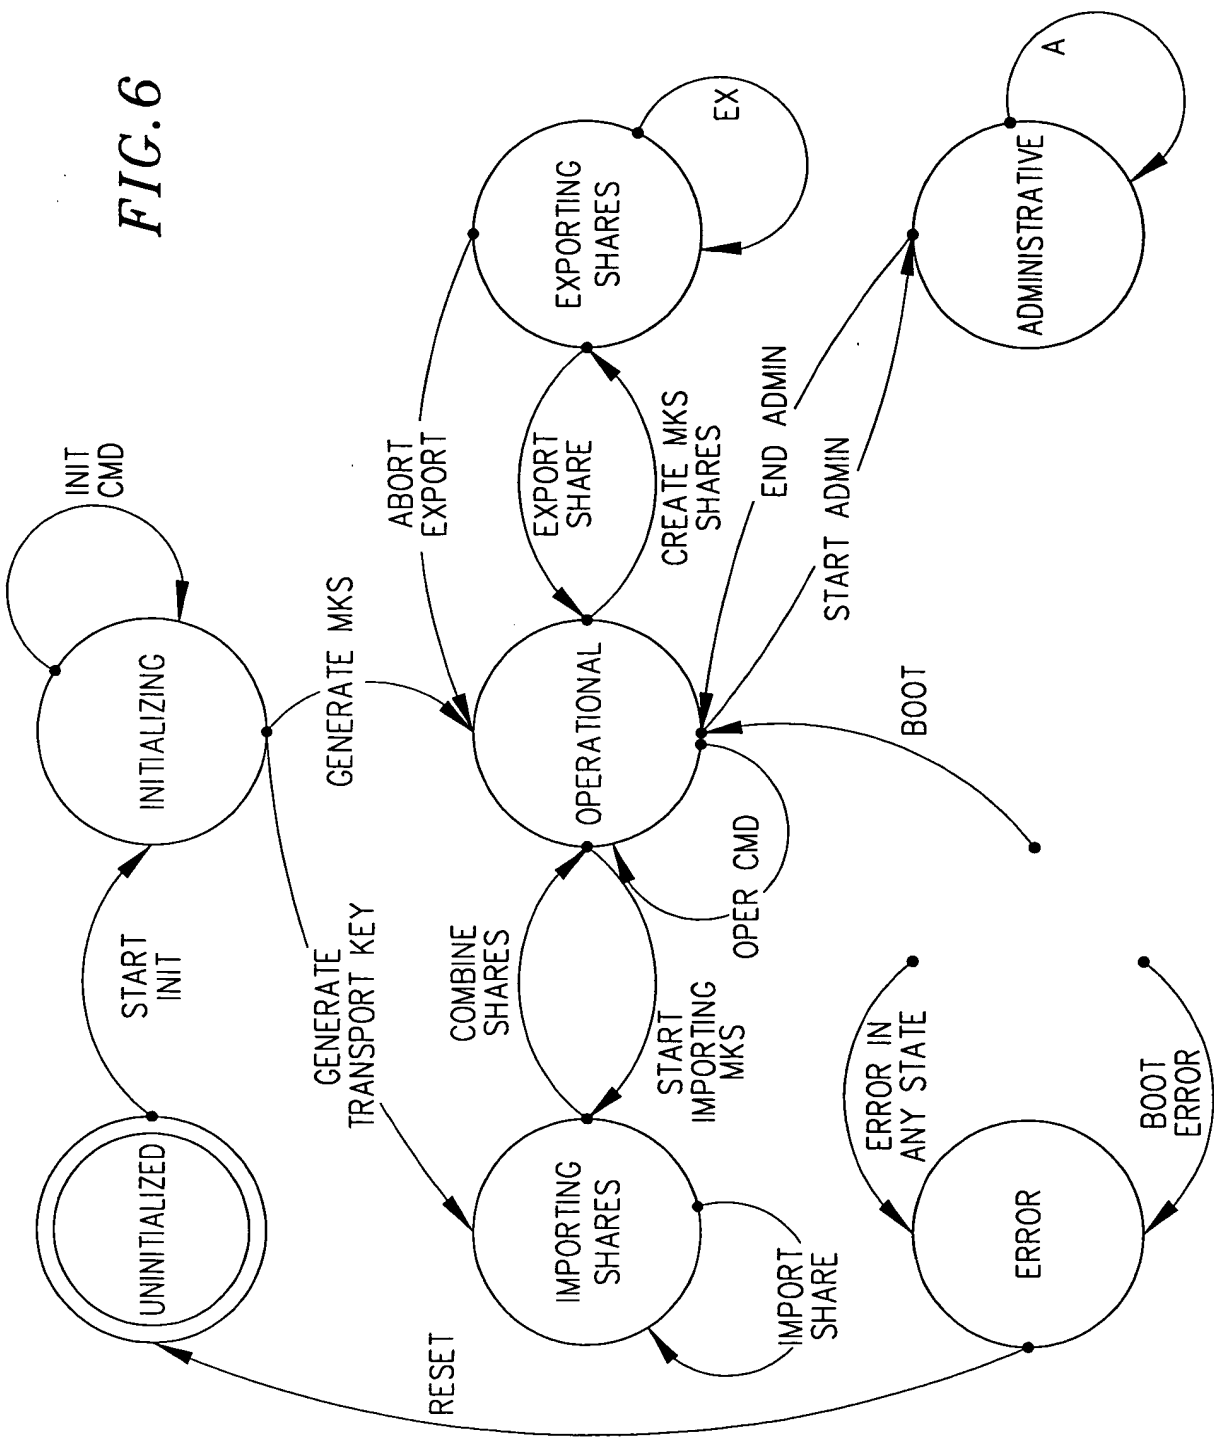 FIG. 6
UNINITIALIZED
START
INIT
INITIALIZING
INIT
CMD
RESET
GENERATE
TRANSPORT KEY
GENERATE MKS
IMPORTING
SHARES
COMBINE
SHARES
START
IMPORTING
MKS
OPERATIONAL
ABORT
EXPORT
EXPORT
SHARE
CREATE MKS
SHARES
EXPORTING
SHARES
EX
IMPORT
SHARE
OPER CMD
END ADMIN
START ADMIN
BOOT
ERROR
ERROR IN
ANY STATE
BOOT
ERROR
ADMINISTRATIVE
A